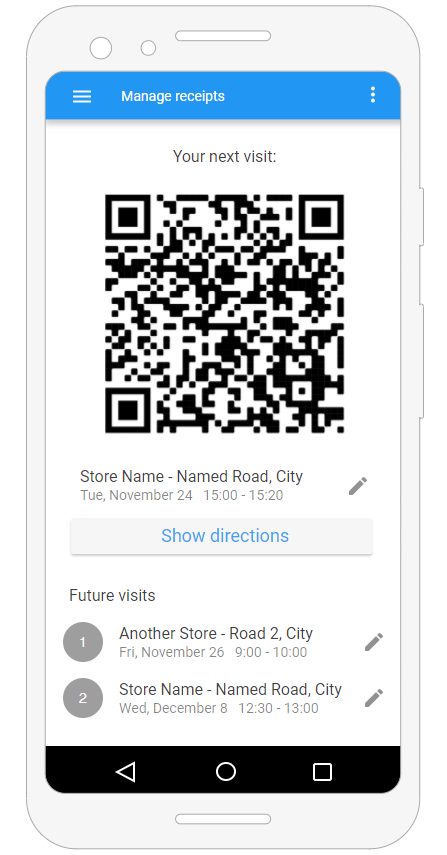 Manage receipts
Your next visit:
Store Name - Named Road, City
Tue, November 24 15:00 - 15:20
Show directions
Future visits
1
Another Store - Road 2, City
Fri, November 26 9:00 - 10:00
2
Store Name - Named Road, City
Wed, December 8 12:30 - 13:00